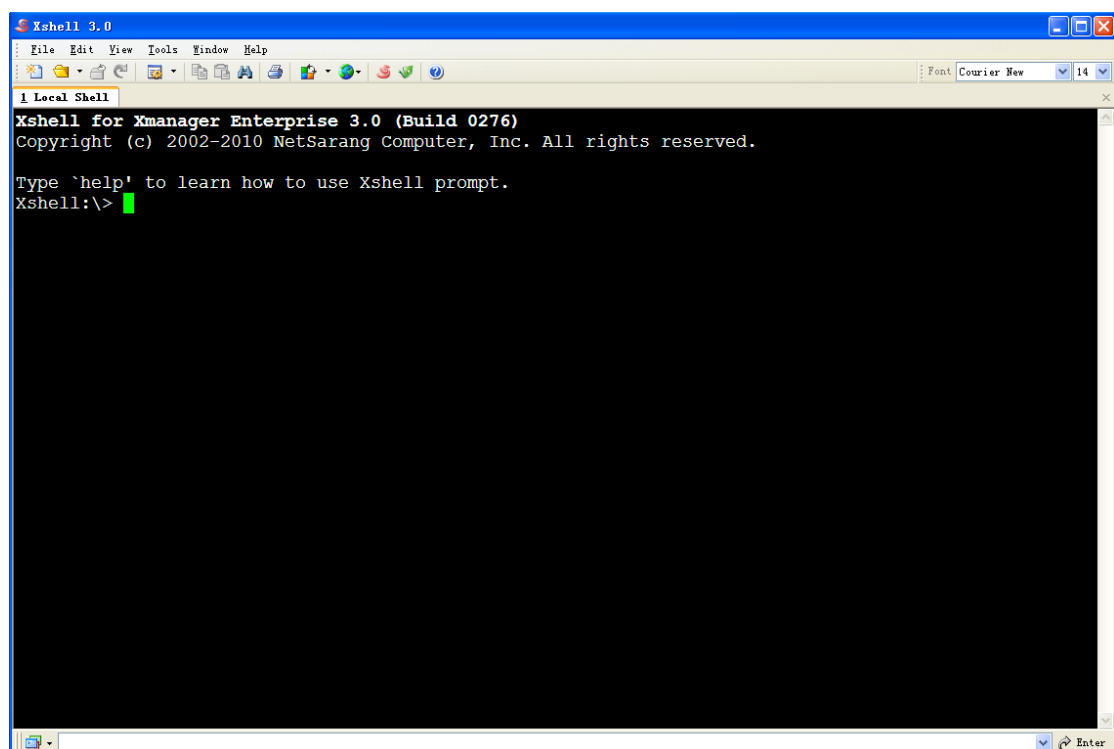 Xshell 3.0
File Edit View Tools Window Help
Font Courier New 14
1 Local Shell
Xshell for Xmanager Enterprise 3.0 (Build 0276)
Copyright (c) 2002-2010 NetSarang Computer, Inc. All rights reserved.
Type `help' to learn how to use Xshell prompt.
Xshell:\>
Enter